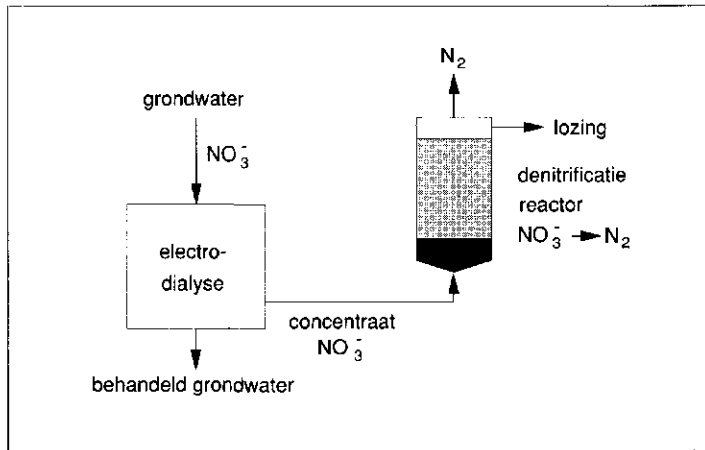 grondwater
NO₃⁻
electro-
dialyse
behandeld grondwater
concentraat
NO₃⁻
N₂
lozing
denitrificatie
reactor
NO₃⁻ → N₂